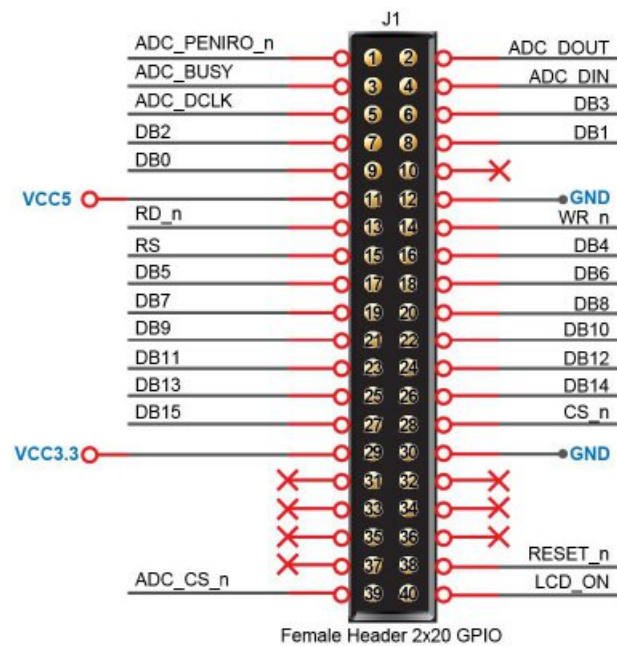 J1
ADC_PENIRO_n 1 2 ADC_DOUT
ADC_BUSY 3 4 ADC_DIN
ADC_DCLK 5 6 DB3
DB2 7 8 DB1
DB0 9 10
VCC5 11 12 GND
RD_n 13 14 WR_n
RS 15 16 DB4
DB5 17 18 DB6
DB7 19 20 DB8
DB9 21 22 DB10
DB11 23 24 DB12
DB13 25 26 DB14
DB15 27 28 CS_n
VCC3.3 29 30 GND
31 32
33 34
35 36
37 38 RESET_n
ADC_CS_n 39 40 LCD_ON
Female Header 2x20 GPIO